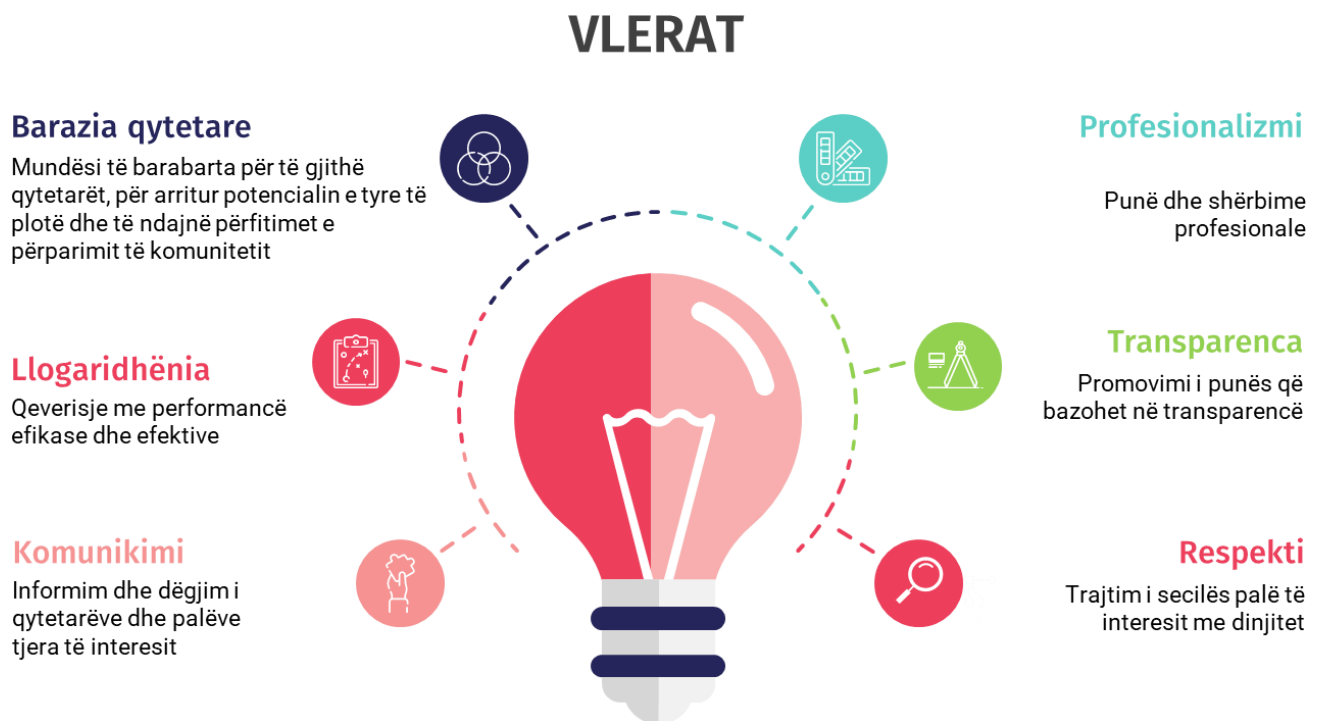 VLERAT
Barazia qytetare
Mundësi të barabarta për të gjithë
qytetarët, për arritur potencialin e tyre të
plotë dhe të ndajnë përfitimet e
përparimit të komunitetit
Llogaridhënia
Qeverisje me performancë
efikase dhe efektive
Komunikimi
Informim dhe dëgjim i
qytetarëve dhe palëve
tjera të interesit
Profesionalizmi
Punë dhe shërbime
profesionale
Transparenca
Promovimi i punës që
bazohet në transparencë
Respekti
Trajtim i secilës palë të
interesit me dinjitet